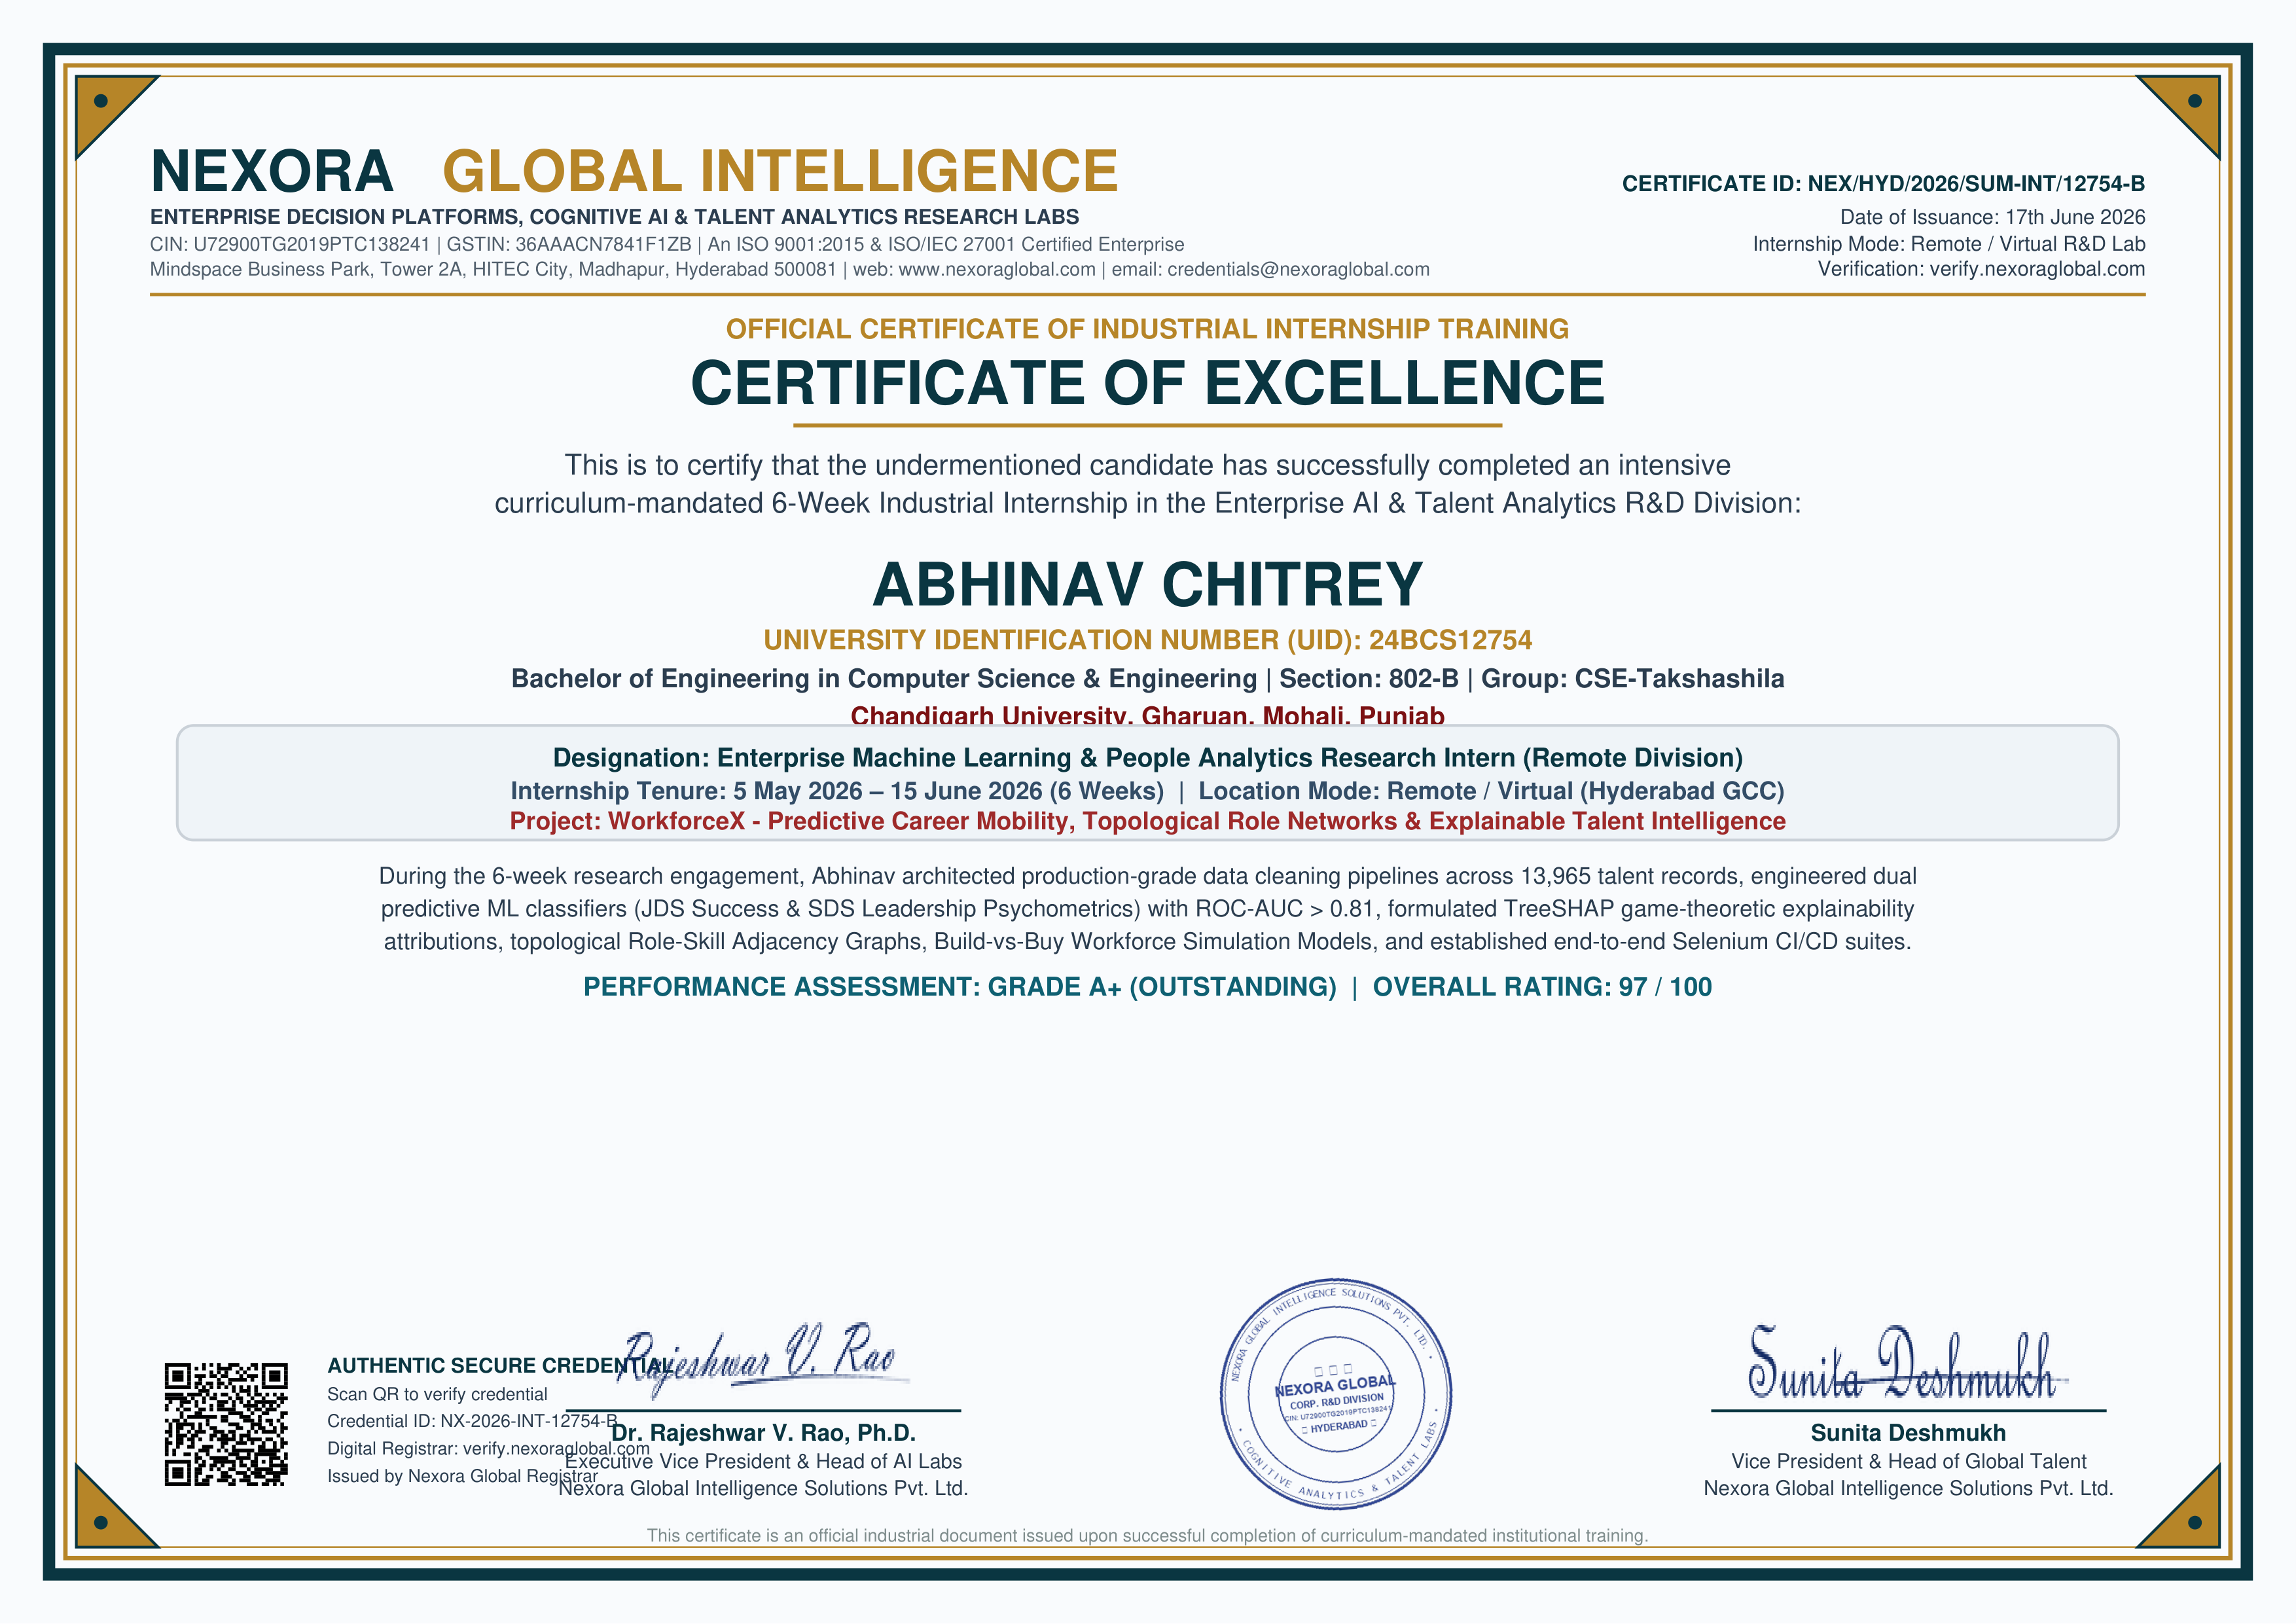 NEXORA GLOBAL INTELLIGENCE
ENTERPRISE DECISION PLATFORMS, COGNITIVE AI & TALENT ANALYTICS RESEARCH LABS
CIN: U72900TG2019PTC138241 | GSTIN: 36AAACN7841F1ZB | An ISO 9001:2015 & ISO/IEC 27001 Certified Enterprise
Mindspace Business Park, Tower 2A, HITEC City, Madhapur, Hyderabad 500081 | web: www.nexoraglobal.com | email: credentials@nexoraglobal.com
CERTIFICATE ID: NEX/HYD/2026/SUM-INT/12754-B
Date of Issuance: 17th June 2026
Internship Mode: Remote / Virtual R&D Lab
Verification: verify.nexoraglobal.com
OFFICIAL CERTIFICATE OF INDUSTRIAL INTERNSHIP TRAINING
CERTIFICATE OF EXCELLENCE
This is to certify that the undermentioned candidate has successfully completed an intensive
curriculum-mandated 6-Week Industrial Internship in the Enterprise AI & Talent Analytics R&D Division:
ABHINAV CHITREY
UNIVERSITY IDENTIFICATION NUMBER (UID): 24BCS12754
Bachelor of Engineering in Computer Science & Engineering | Section: 802-B | Group: CSE-Takshashila
Chandigarh University, Gharuan, Mohali, Punjab
Designation: Enterprise Machine Learning & People Analytics Research Intern (Remote Division)
Internship Tenure: 5 May 2026 – 15 June 2026 (6 Weeks) | Location Mode: Remote / Virtual (Hyderabad GCC)
Project: WorkforceX - Predictive Career Mobility, Topological Role Networks & Explainable Talent Intelligence
During the 6-week research engagement, Abhinav architected production-grade data cleaning pipelines across 13,965 talent records, engineered dual
predictive ML classifiers (JDS Success & SDS Leadership Psychometrics) with ROC-AUC > 0.81, formulated TreeSHAP game-theoretic explainability
attributions, topological Role-Skill Adjacency Graphs, Build-vs-Buy Workforce Simulation Models, and established end-to-end Selenium CI/CD suites.
PERFORMANCE ASSESSMENT: GRADE A+ (OUTSTANDING) | OVERALL RATING: 97 / 100
AUTHENTIC SECURE CREDENTIAL
Scan QR to verify credential
Credential ID: NX-2026-INT-12754-B
Digital Registrar: verify.nexoraglobal.com
Issued by Nexora Global Registrar
Rajeshwar V. Rao
Dr. Rajeshwar V. Rao, Ph.D.
Executive Vice President & Head of AI Labs
Nexora Global Intelligence Solutions Pvt. Ltd.
NEXORA GLOBAL INTELLIGENCE SOLUTIONS PVT. LTD.
NEXORA GLOBAL
CORP. R&D DIVISION
CIN: U72900TG2019PTC138241
HYDERABAD
• COGNITIVE ANALYTICS & TALENT LABS •
Sunita Deshmukh
Sunita Deshmukh
Vice President & Head of Global Talent
Nexora Global Intelligence Solutions Pvt. Ltd.
This certificate is an official industrial document issued upon successful completion of curriculum-mandated institutional training.